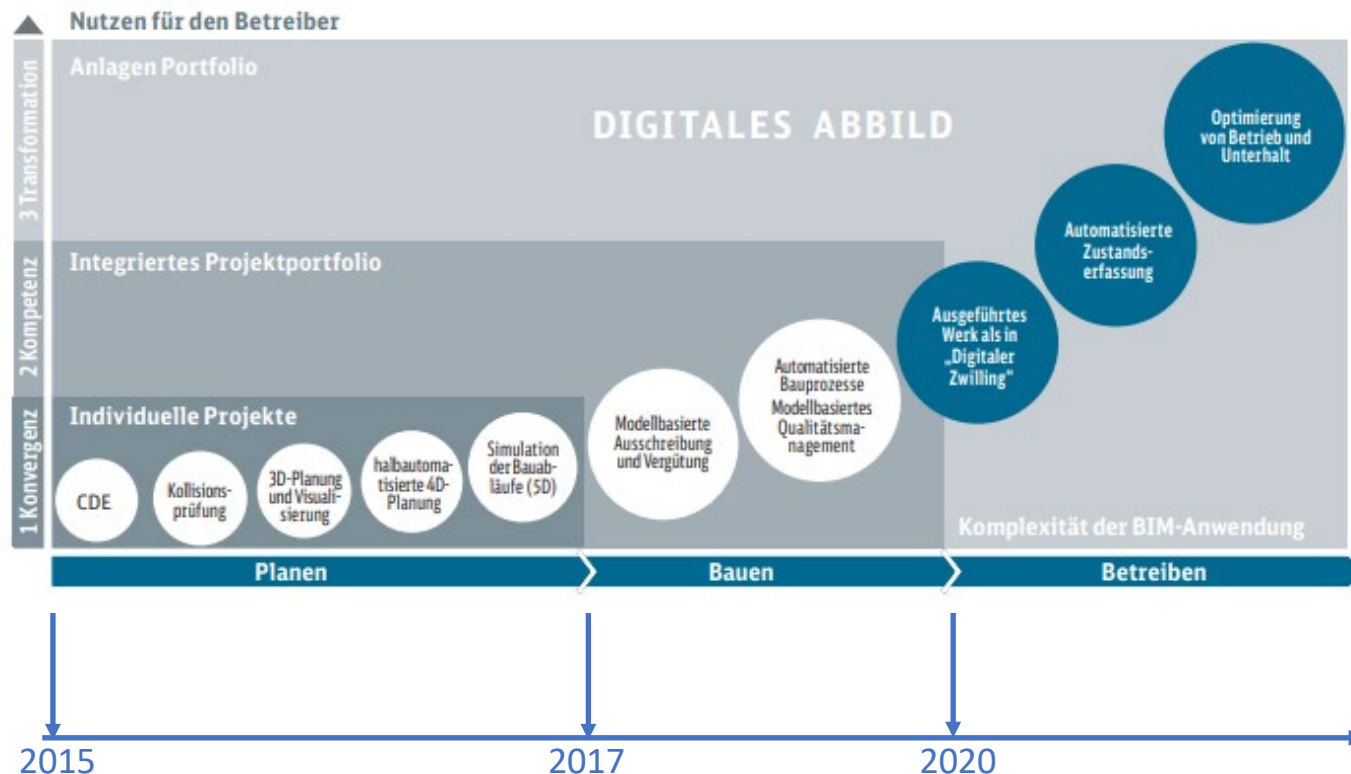 Nutzen für den Betreiber
Anlagen Portfolio
DIGITALES ABBILD
Optimierung
von Betrieb und
Unterhalt
3 Transformation
Automatisierte
Zustands-
erfassung
Integriertes Projektportfolio
2 Kompetenz
Ausgeführtes
Werk als in
„Digitaler
Zwilling"
Automatisierte
Bauprozesse
Modellbasiertes
Qualitätsma-
nagement
Modellbasierte
Ausschreibung
und Vergütung
Individuelle Projekte
1 Konvergenz
CDE
Kollisions-
prüfung
3D-Planung
und Visuali-
sierung
halbautoma-
tisierte 4D-
Planung
Simulation
der Bauab-
läufe (5D)
Komplexität der BIM-Anwendung
Planen
Bauen
Betreiben
2015
2017
2020